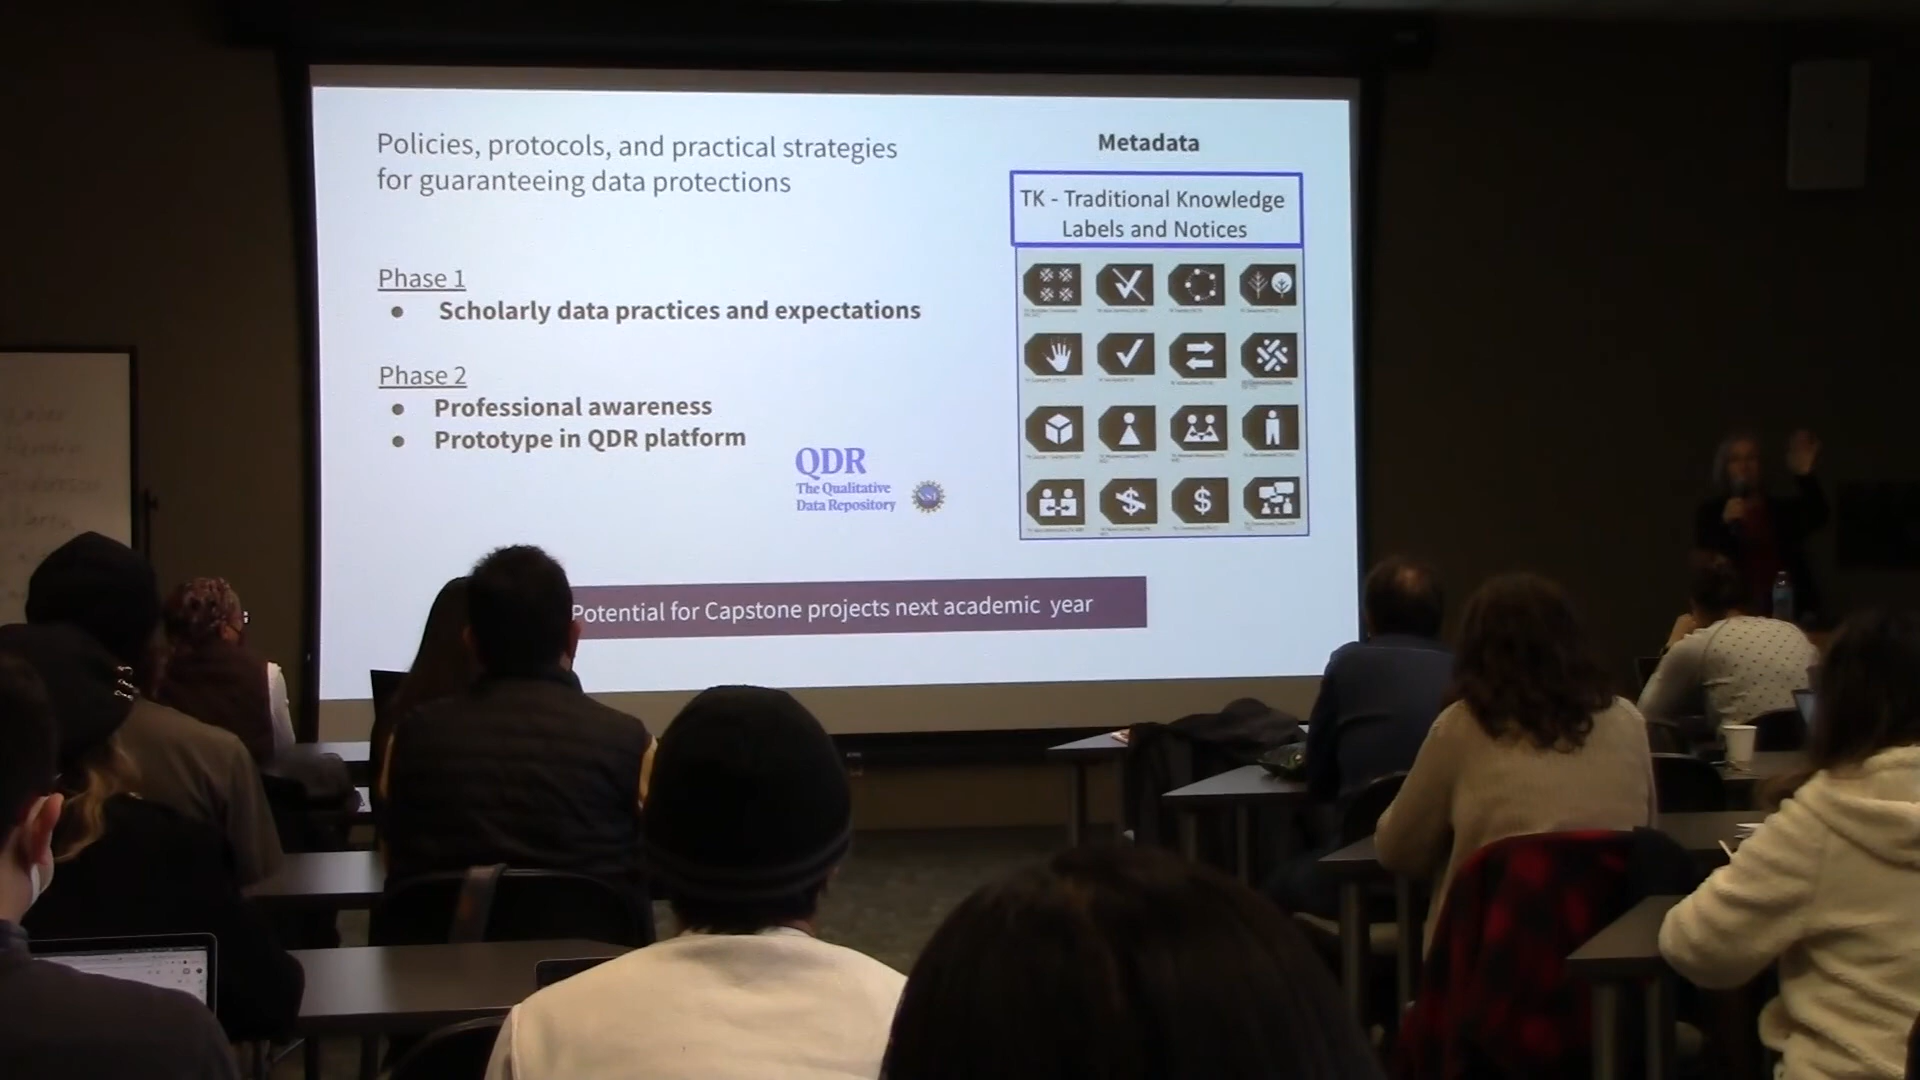 Policies, protocols, and practical strategies
for guaranteeing data protections
Phase 1
● Scholarly data practices and expectations
Phase 2
● Professional awareness
● Prototype in QDR platform
QDR
The Qualitative
Data Repository
NSF
Metadata
TK - Traditional Knowledge
Labels and Notices
Potential for Capstone projects next academic year